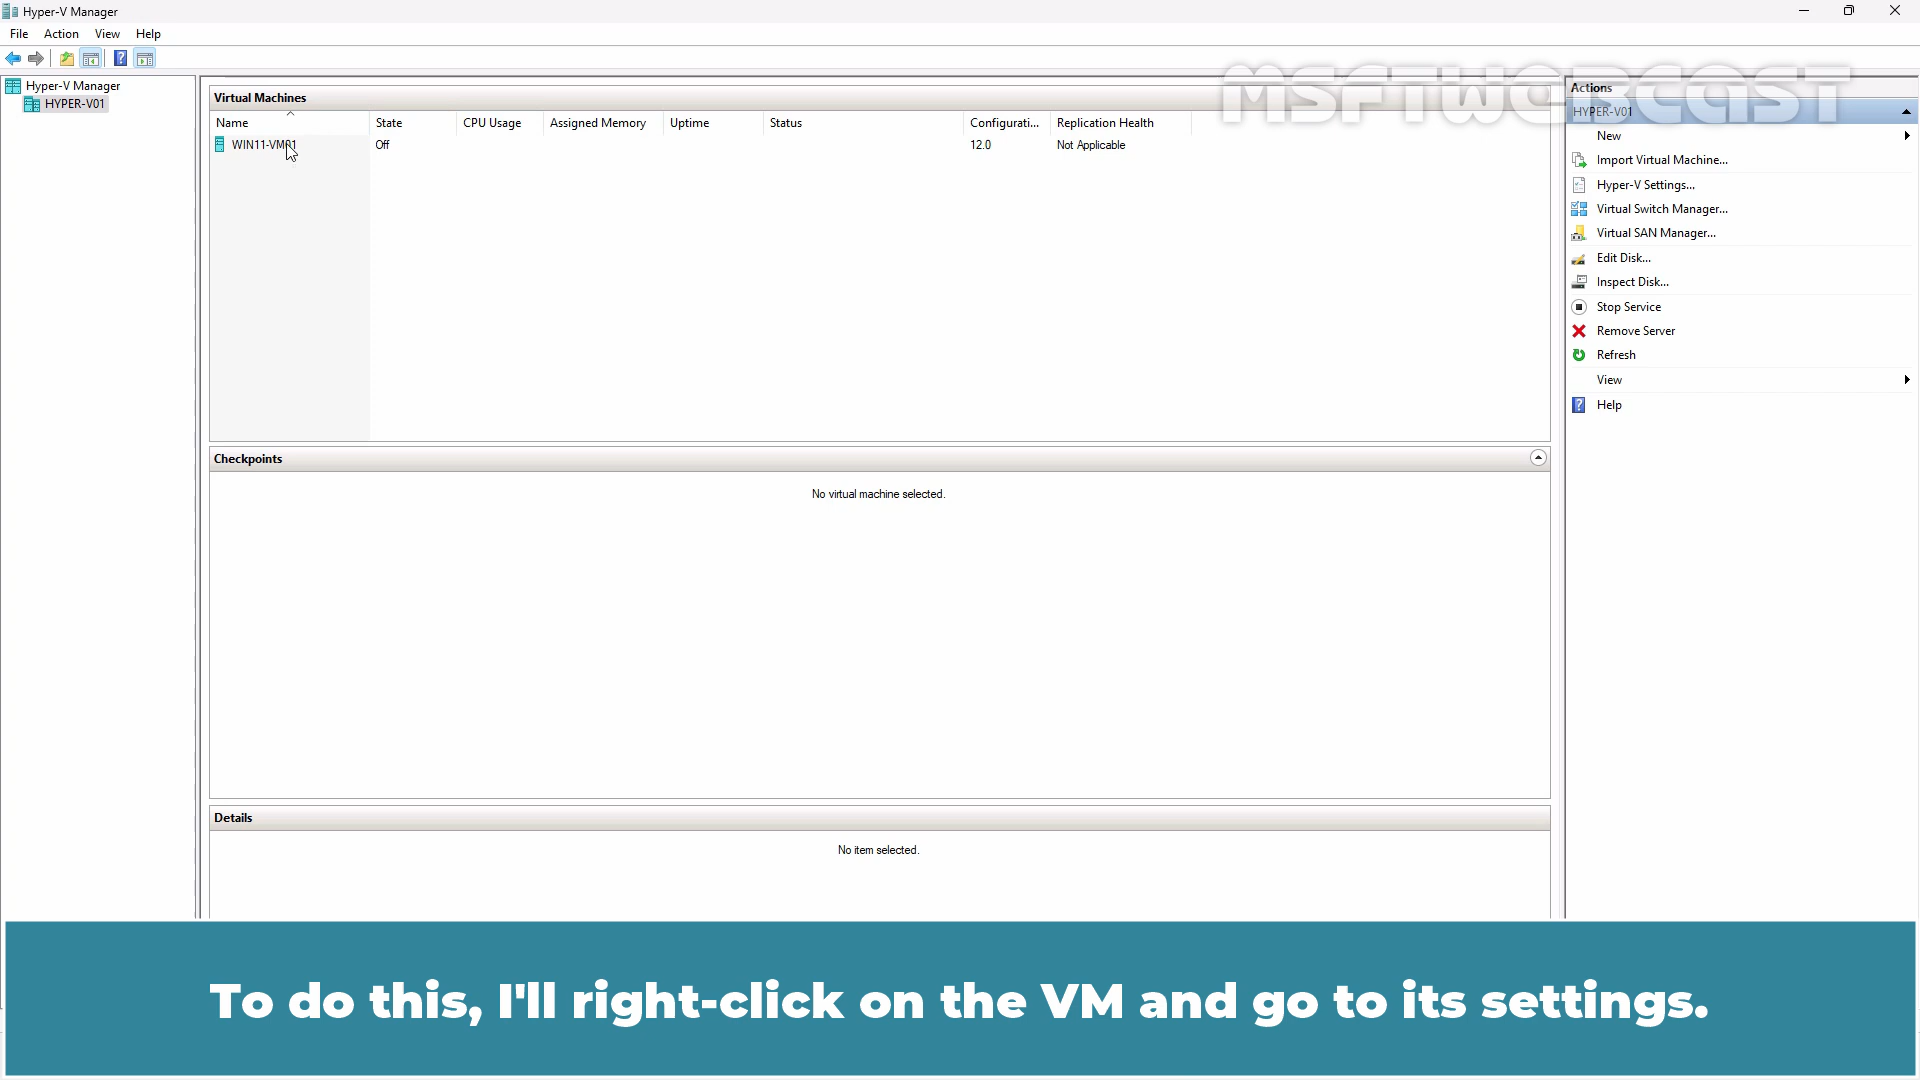 Hyper-V Manager
File Action View Help
Hyper-V Manager
HYPER-V01
Virtual Machines
Name State CPU Usage Assigned Memory Uptime Status Configurati... Replication Health
WIN11-VM01 Off 12.0 Not Applicable
Checkpoints
No virtual machine selected.
Details
No item selected.
MSFTWEBCAST
Actions
HYPER-V01
New
Import Virtual Machine...
Hyper-V Settings...
Virtual Switch Manager...
Virtual SAN Manager...
Edit Disk...
Inspect Disk...
Stop Service
Remove Server
Refresh
View
Help
To do this, I'll right-click on the VM and go to its settings.